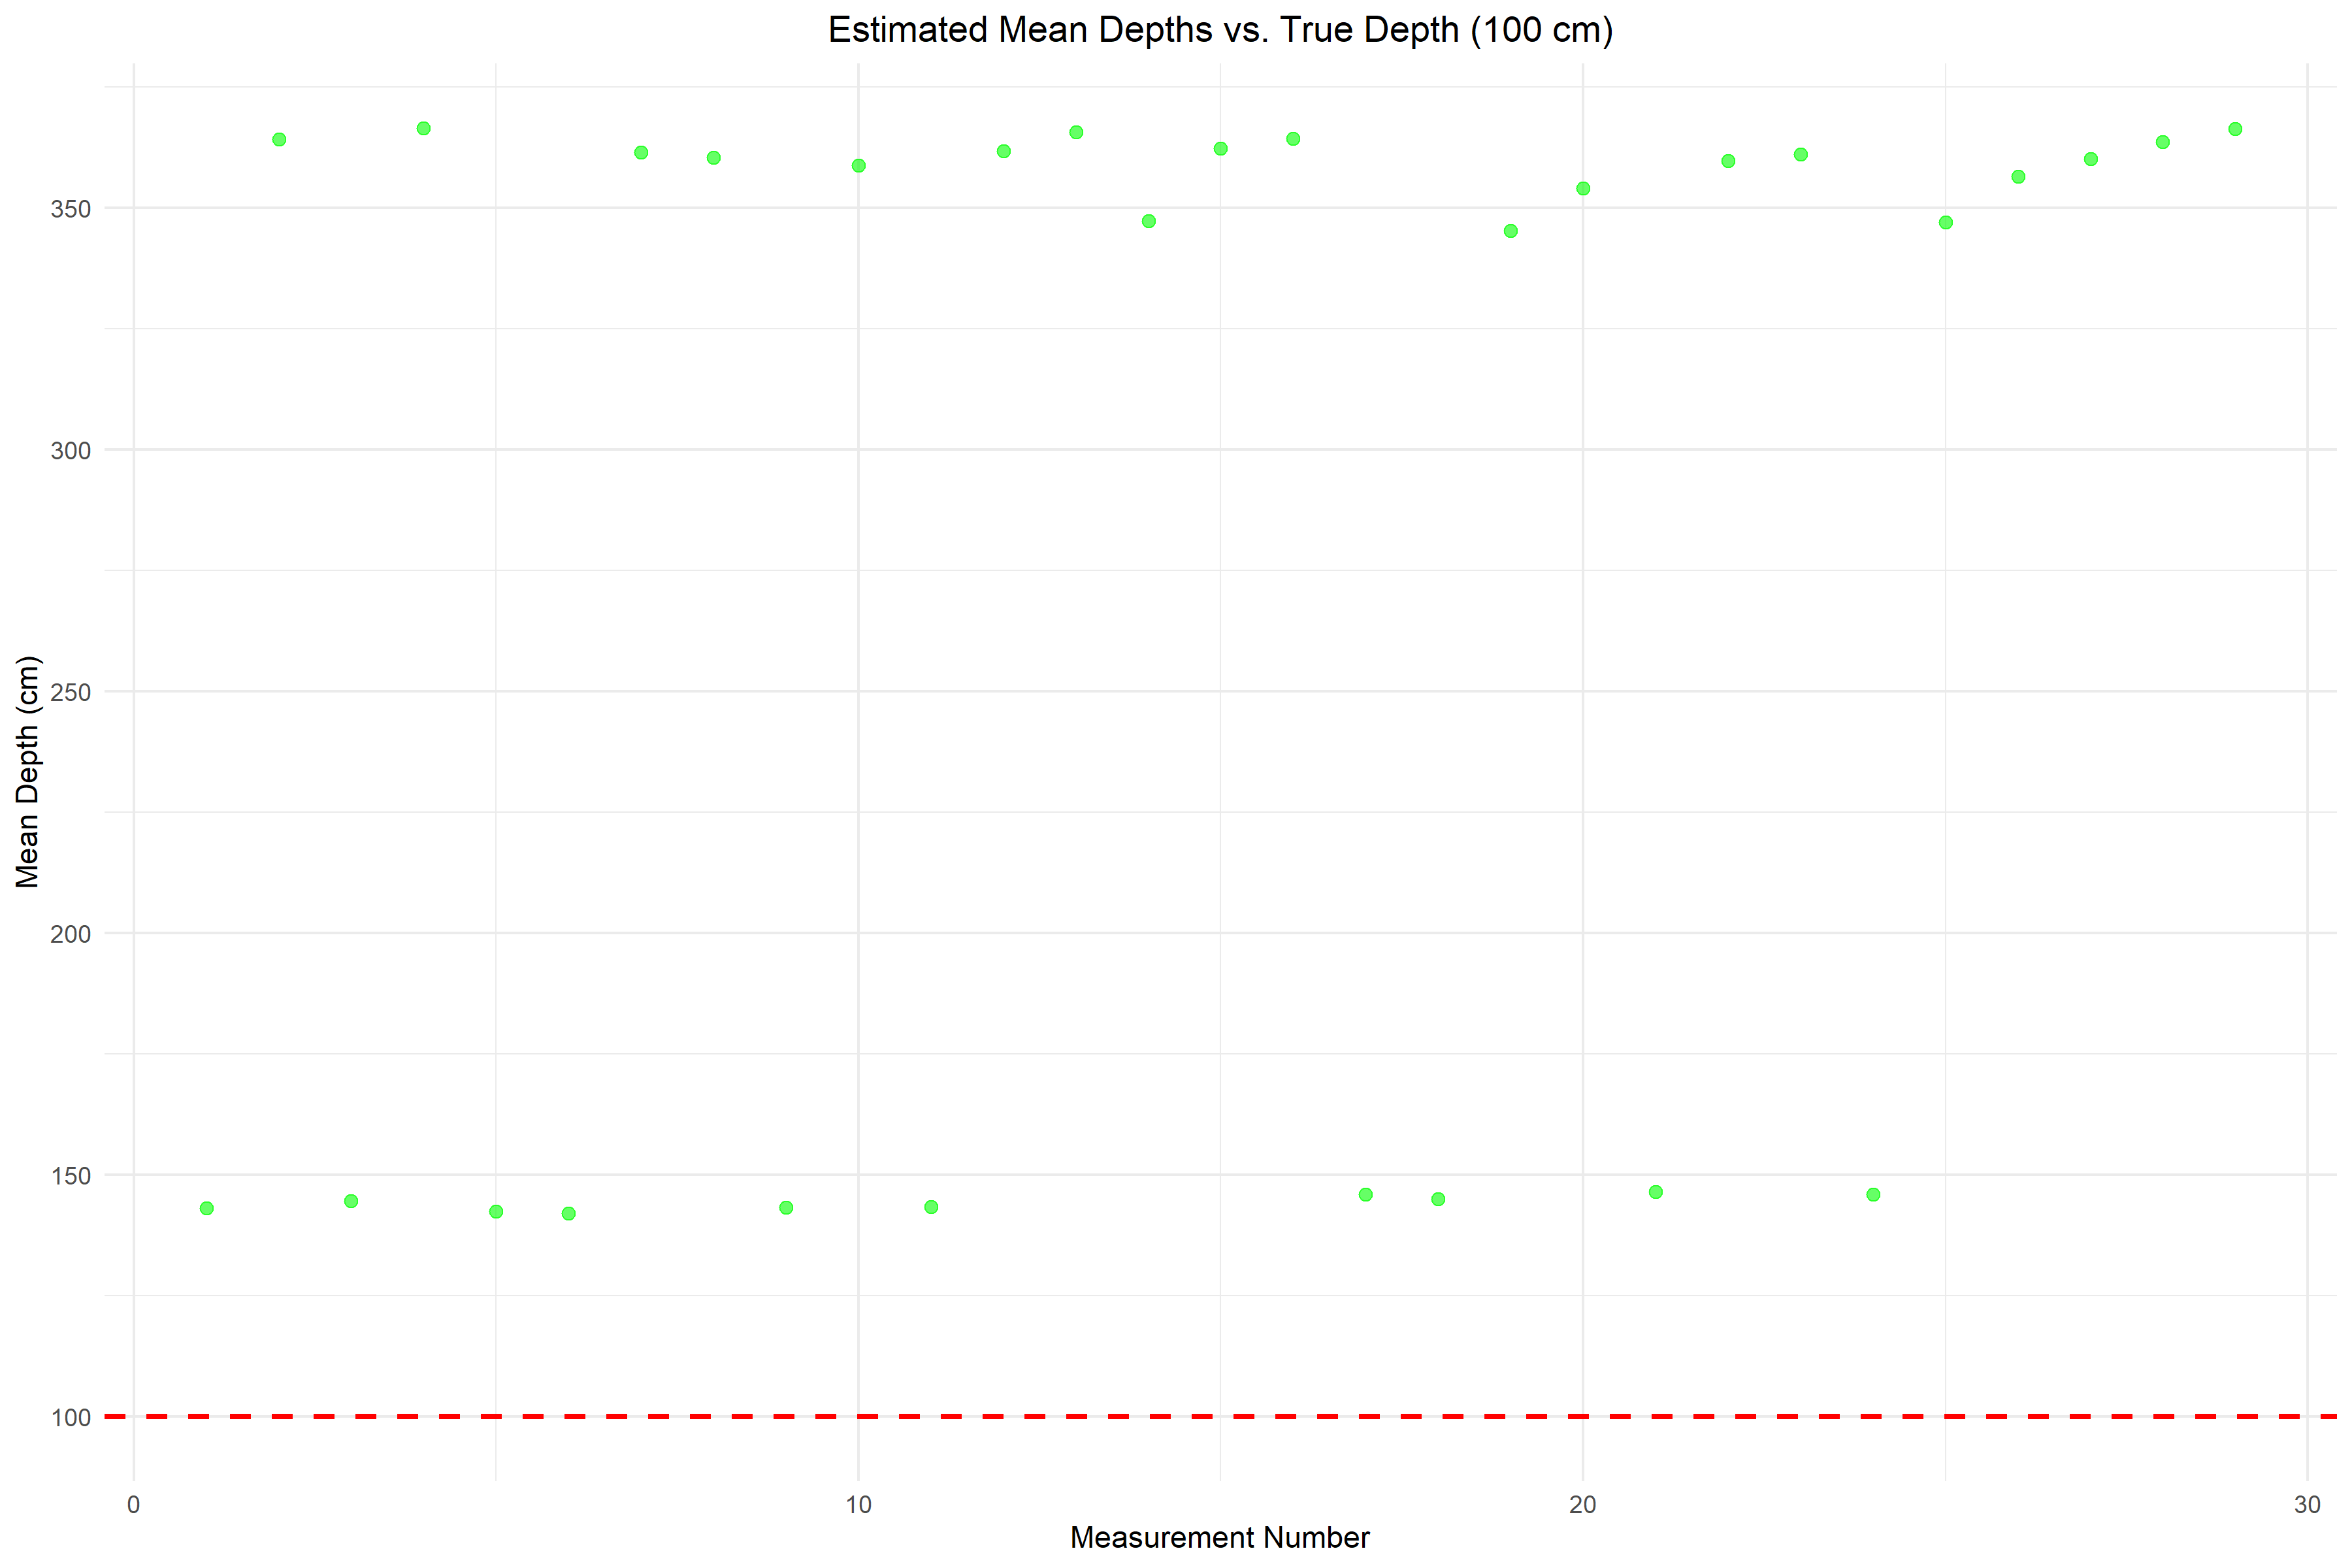 Estimated Mean Depths vs. True Depth (100 cm)
Mean Depth (cm)
350
300
250
200
150
100
0 10 20 30
Measurement Number